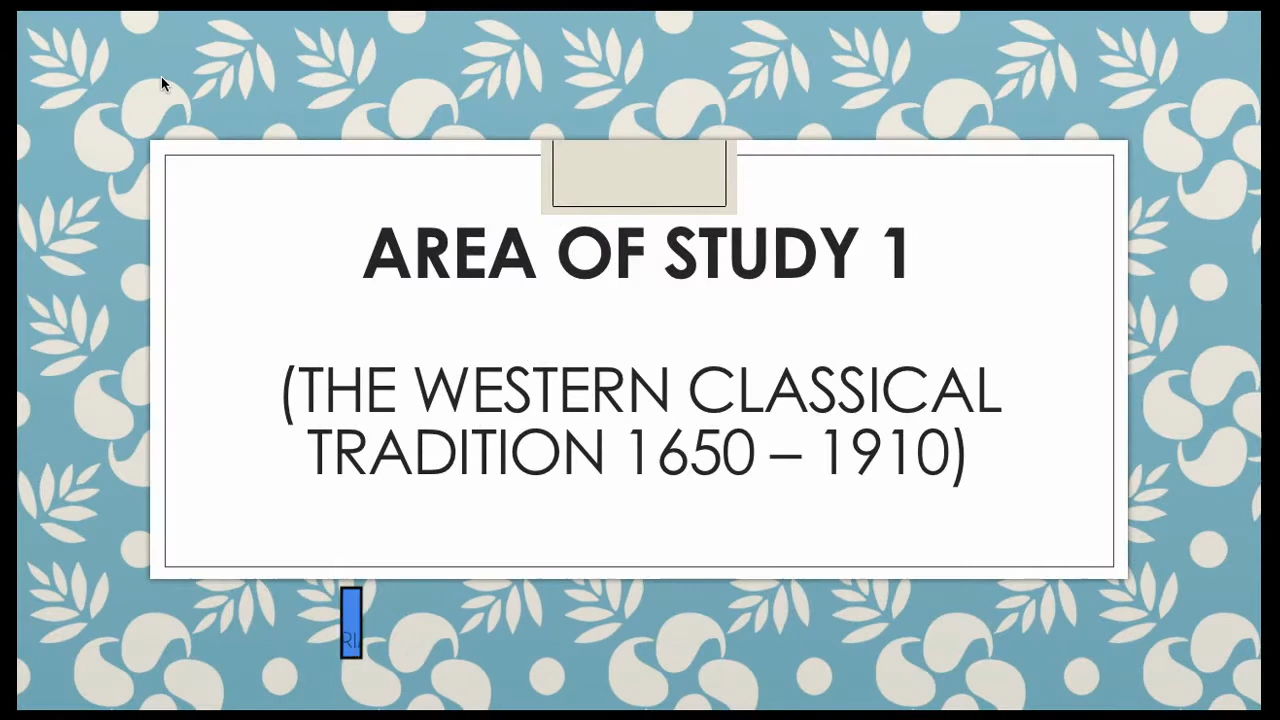 AREA OF STUDY 1
(THE WESTERN CLASSICAL
TRADITION 1650 – 1910)